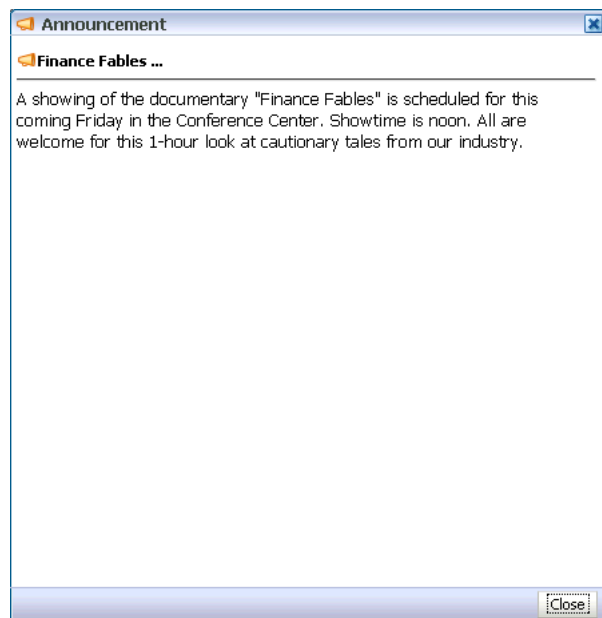 Announcement
Finance Fables ...
A showing of the documentary "Finance Fables" is scheduled for this
coming Friday in the Conference Center. Showtime is noon. All are
welcome for this 1-hour look at cautionary tales from our industry.
Close